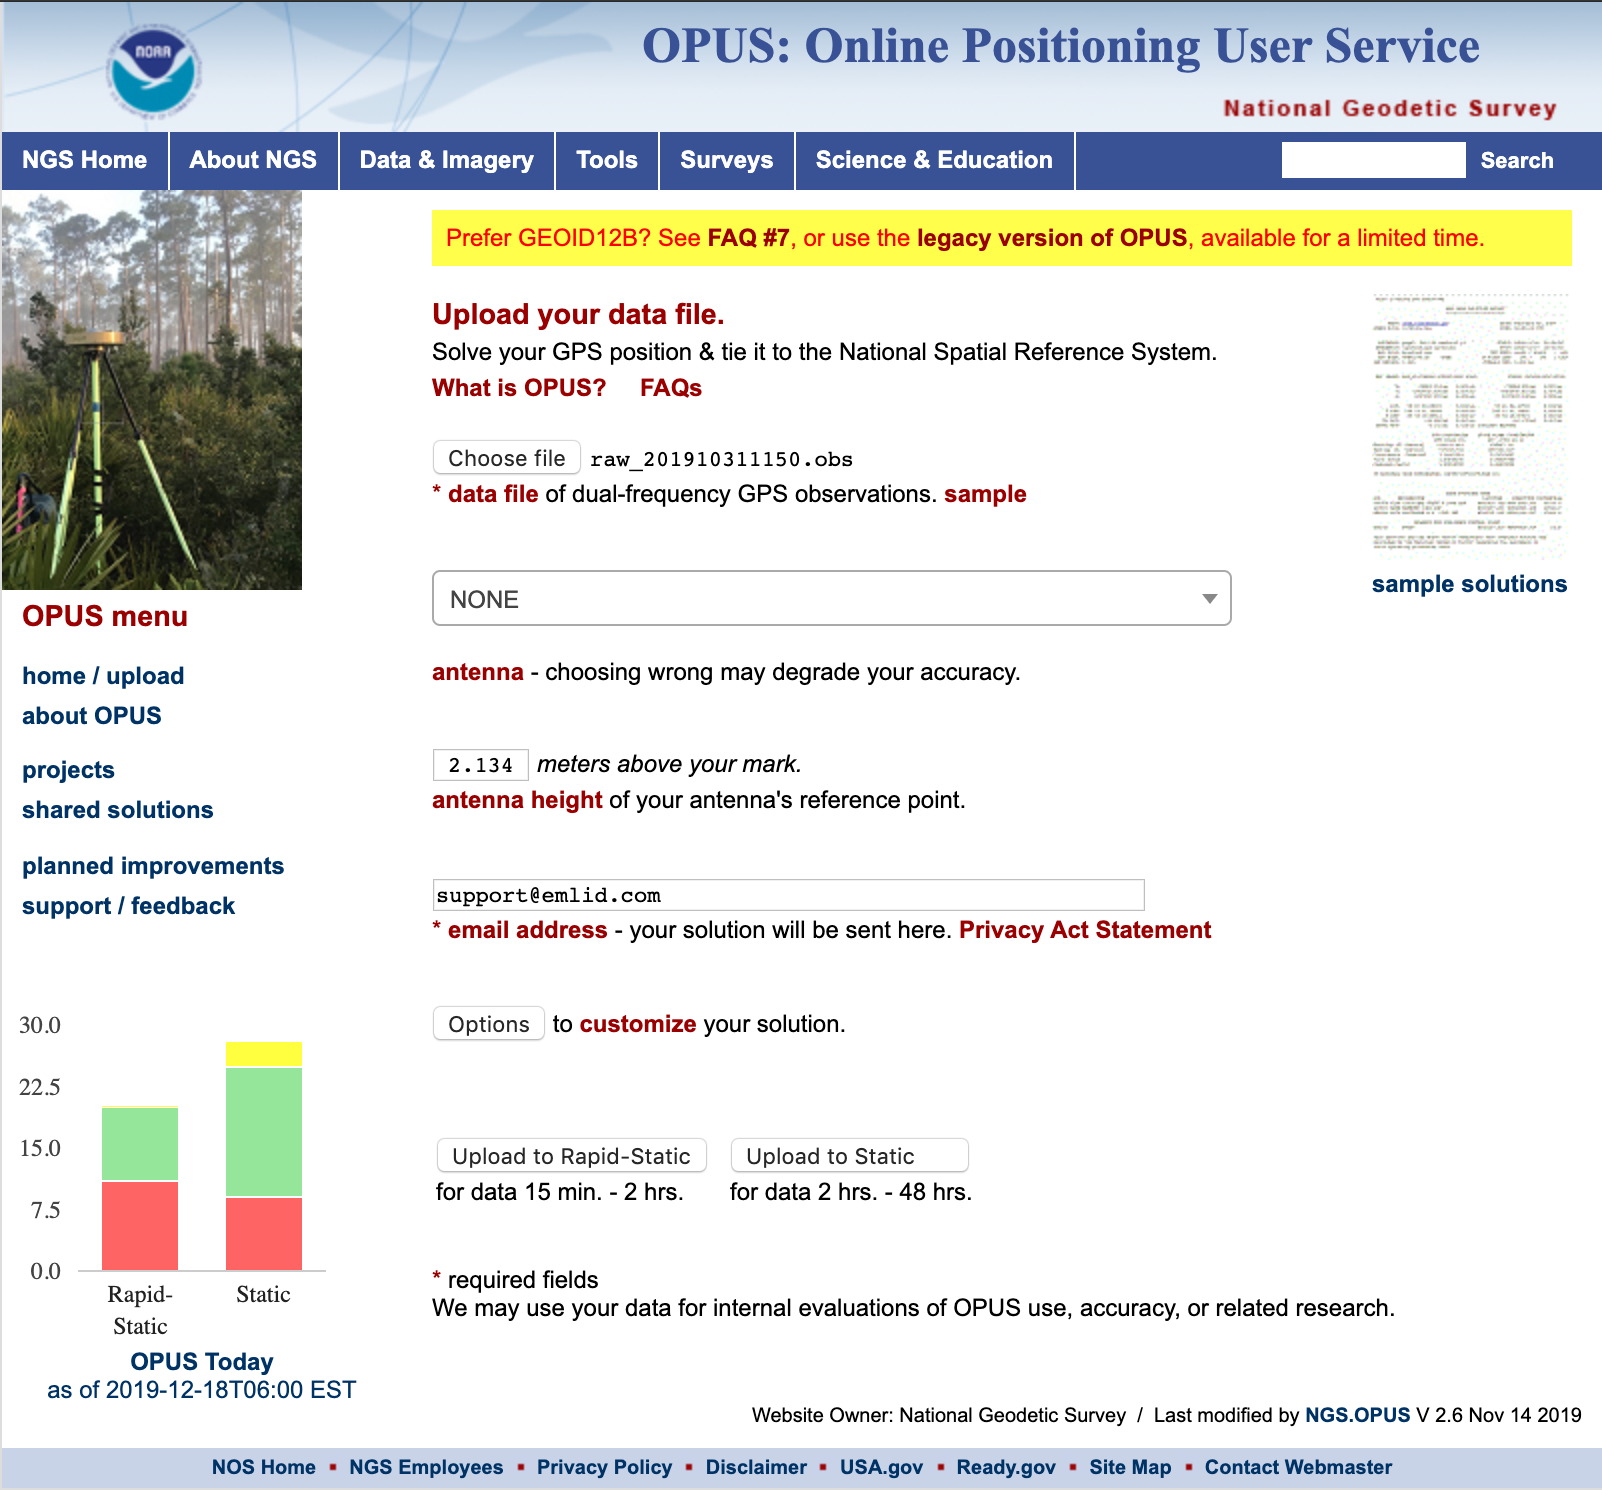 NOAA
OPUS: Online Positioning User Service
National Geodetic Survey
NGS Home
About NGS
Data & Imagery
Tools
Surveys
Science & Education
Search
Prefer GEOID12B? See FAQ #7, or use the legacy version of OPUS, available for a limited time.
Upload your data file.
Solve your GPS position & tie it to the National Spatial Reference System.
What is OPUS? FAQs
Choose file raw_201910311150.obs
* data file of dual-frequency GPS observations. sample
sample solutions
NONE
antenna - choosing wrong may degrade your accuracy.
2.134 meters above your mark.
antenna height of your antenna's reference point.
support@emlid.com
* email address - your solution will be sent here. Privacy Act Statement
Options to customize your solution.
Upload to Rapid-Static
for data 15 min. - 2 hrs.
Upload to Static
for data 2 hrs. - 48 hrs.
* required fields
We may use your data for internal evaluations of OPUS use, accuracy, or related research.
OPUS menu
home / upload
about OPUS
projects
shared solutions
planned improvements
support / feedback
30.0
22.5
15.0
7.5
0.0
Rapid-
Static
Static
OPUS Today
as of 2019-12-18T06:00 EST
Website Owner: National Geodetic Survey / Last modified by NGS.OPUS V 2.6 Nov 14 2019
NOS Home ▪ NGS Employees ▪ Privacy Policy ▪ Disclaimer ▪ USA.gov ▪ Ready.gov ▪ Site Map ▪ Contact Webmaster